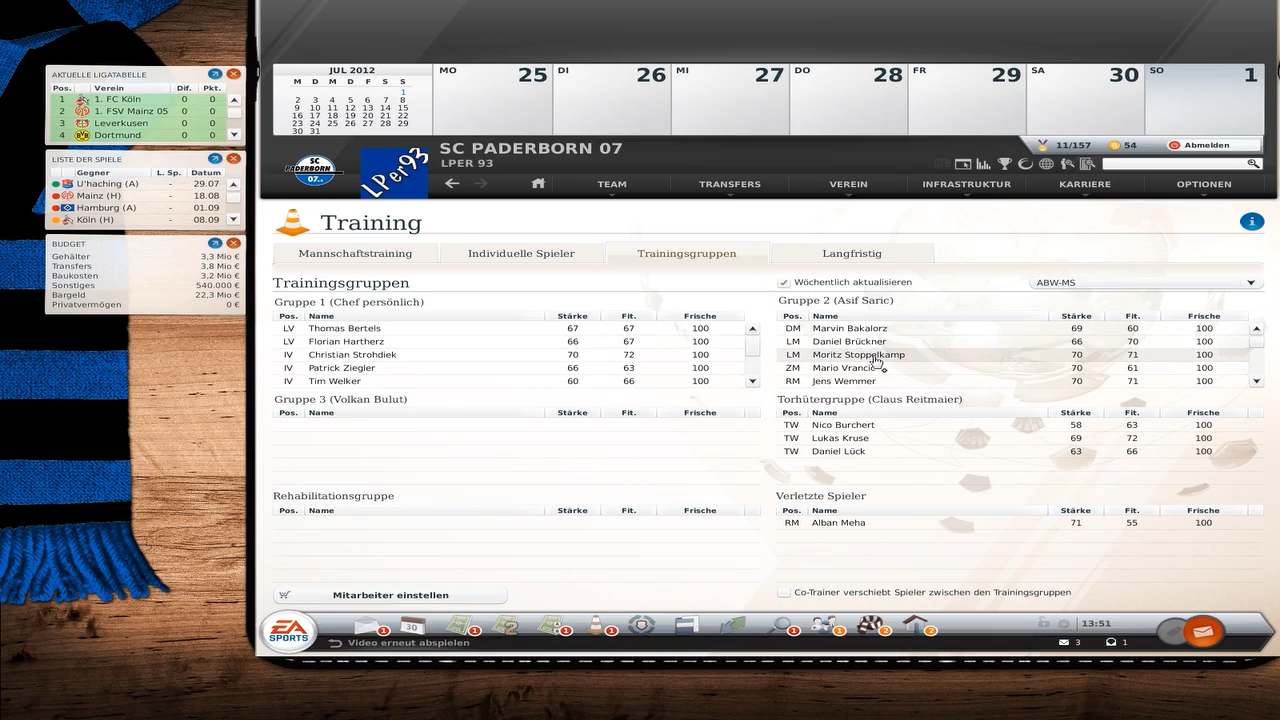 AKTUELLE LIGATABELLE
Pos. Verein Dif. Pkt.
1 1. FC Köln 0 0
2 1. FSV Mainz 05 0 0
3 Leverkusen 0 0
4 Dortmund 0 0
LISTE DER SPIELE
Gegner L. Sp. Datum
U'haching (A) - 29.07
Mainz (H) - 18.08
Hamburg (A) - 01.09
Köln (H) - 08.09
BUDGET
Gehälter 3,3 Mio €
Transfers 3,8 Mio €
Baukosten 3,2 Mio €
Sonstiges 540.000 €
Bargeld 22,3 Mio €
Privatvermögen 0 €
JUL 2012
M D M D F S S
1
2 3 4 5 6 7 8
9 10 11 12 13 14 15
16 17 18 19 20 21 22
23 24 25 26 27 28 29
30 31
MO 25 DI 26 MI 27 DO 28 FR 29 SA 30 SO 1
11/157 54 Abmelden
SC PADERBORN 07..
LPer93
SC PADERBORN 07
LPER 93
TEAM TRANSFERS VEREIN INFRASTRUKTUR KARRIERE OPTIONEN
Training
Mannschaftstraining Individuelle Spieler Trainingsgruppen Langfristig
Trainingsgruppen
Wöchentlich aktualisieren ABW-MS
Gruppe 1 (Chef persönlich)
Pos. Name Stärke Fit. Frische
LV Thomas Bertels 67 67 100
LV Florian Hartherz 66 67 100
IV Christian Strohdiek 70 72 100
IV Patrick Ziegler 66 63 100
IV Tim Welker 60 66 100
Gruppe 2 (Asif Saric)
Pos. Name Stärke Fit. Frische
DM Marvin Bakalorz 69 60 100
LM Daniel Brückner 66 70 100
LM Moritz Stoppelkamp 70 71 100
ZM Mario Vrancic 70 61 100
RM Jens Wemmer 70 71 100
Gruppe 3 (Volkan Bulut)
Pos. Name Stärke Fit. Frische
Torhütergruppe (Claus Reitmaier)
Pos. Name Stärke Fit. Frische
TW Nico Burchert 58 63 100
TW Lukas Kruse 69 72 100
TW Daniel Lück 63 66 100
Rehabilitationsgruppe
Pos. Name Stärke Fit. Frische
Verletzte Spieler
Pos. Name Stärke Fit. Frische
RM Alban Meha 71 55 100
Mitarbeiter einstellen
Co-Trainer verschiebt Spieler zwischen den Trainingsgruppen
EA SPORTS
1 30 1 2 1 1 1 1 2 2
13:51
Video erneut abspielen
3 1